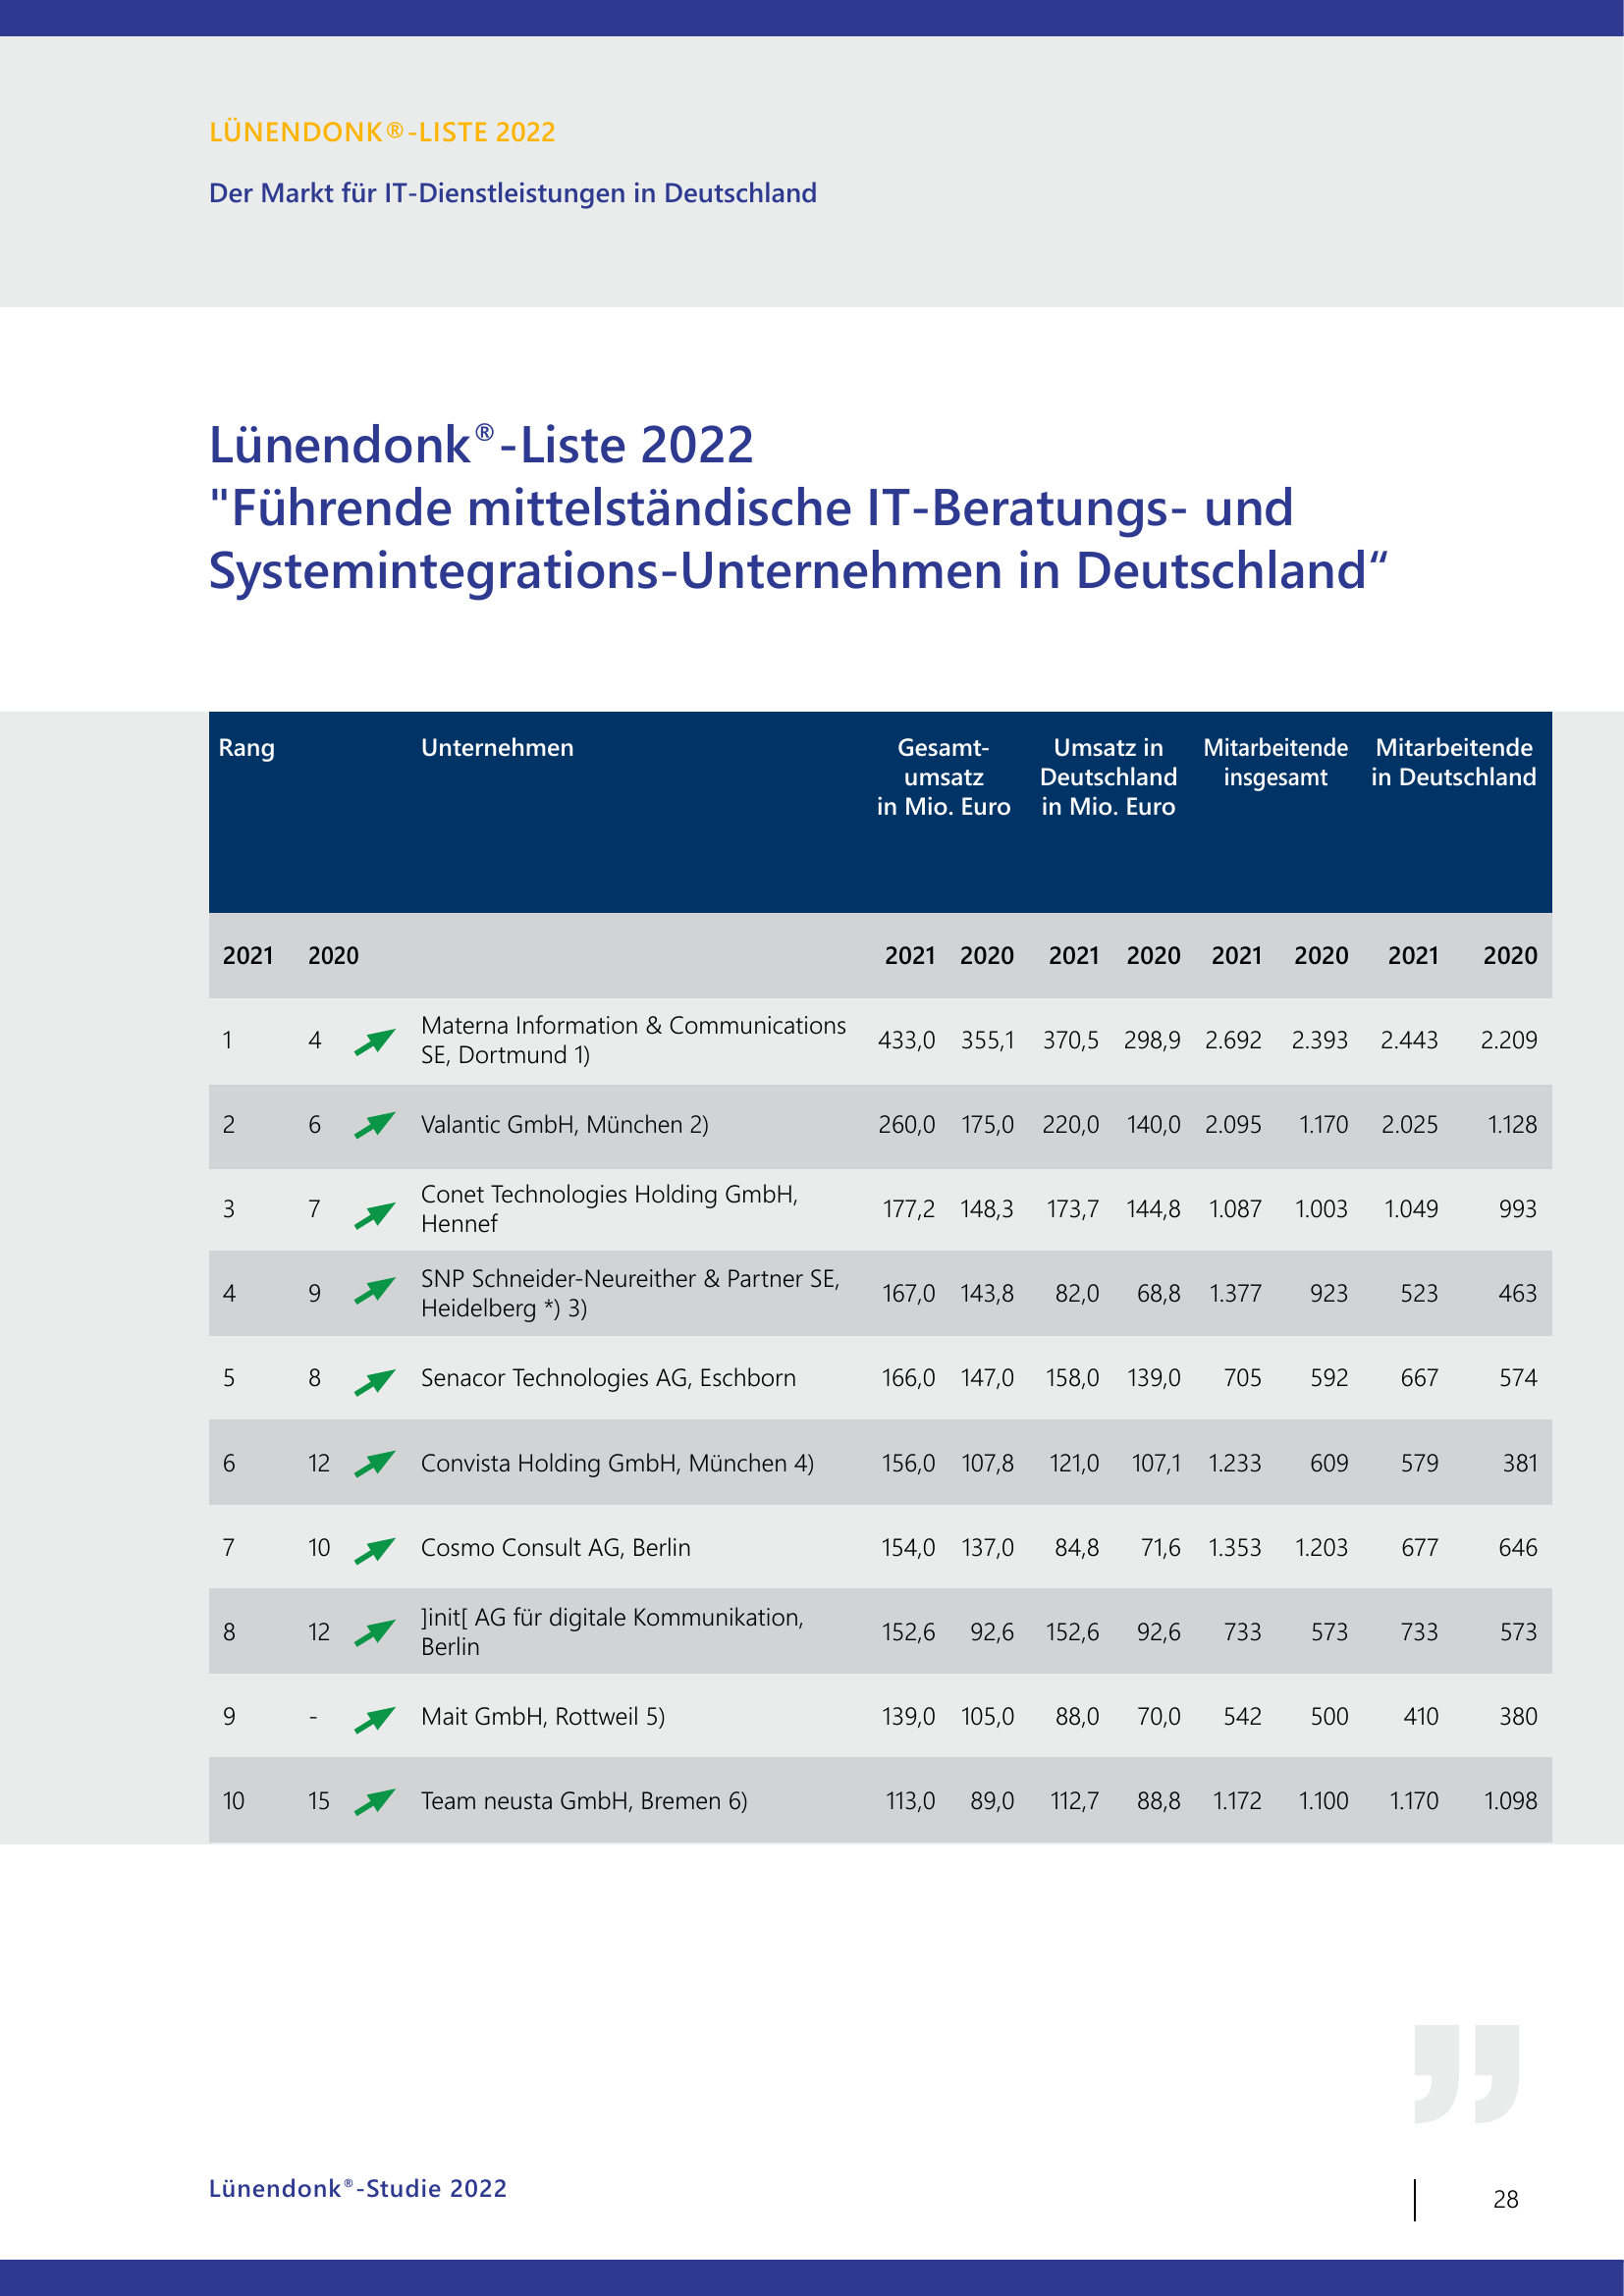 LÜNENDONK®-LISTE 2022
Der Markt für IT-Dienstleistungen in Deutschland
Lünendonk®-Liste 2022
"Führende mittelständische IT-Beratungs- und
Systemintegrations-Unternehmen in Deutschland“
Rang Unternehmen Gesamt- Umsatz in Mitarbeitende Mitarbeitende
umsatz Deutschland insgesamt in Deutschland
in Mio. Euro in Mio. Euro
2021 2020 2021 2020 2021 2020 2021 2020 2021 2020
1 4 Materna Information & Communications
SE, Dortmund 1) 433,0 355,1 370,5 298,9 2.692 2.393 2.443 2.209
2 6 Valantic GmbH, München 2) 260,0 175,0 220,0 140,0 2.095 1.170 2.025 1.128
3 7 Conet Technologies Holding GmbH,
Hennef 177,2 148,3 173,7 144,8 1.087 1.003 1.049 993
4 9 SNP Schneider-Neureither & Partner SE,
Heidelberg *) 3) 167,0 143,8 82,0 68,8 1.377 923 523 463
5 8 Senacor Technologies AG, Eschborn 166,0 147,0 158,0 139,0 705 592 667 574
6 12 Convista Holding GmbH, München 4) 156,0 107,8 121,0 107,1 1.233 609 579 381
7 10 Cosmo Consult AG, Berlin 154,0 137,0 84,8 71,6 1.353 1.203 677 646
8 12 ]init[ AG für digitale Kommunikation,
Berlin 152,6 92,6 152,6 92,6 733 573 733 573
9 - Mait GmbH, Rottweil 5) 139,0 105,0 88,0 70,0 542 500 410 380
10 15 Team neusta GmbH, Bremen 6) 113,0 89,0 112,7 88,8 1.172 1.100 1.170 1.098
Lünendonk®-Studie 2022
28